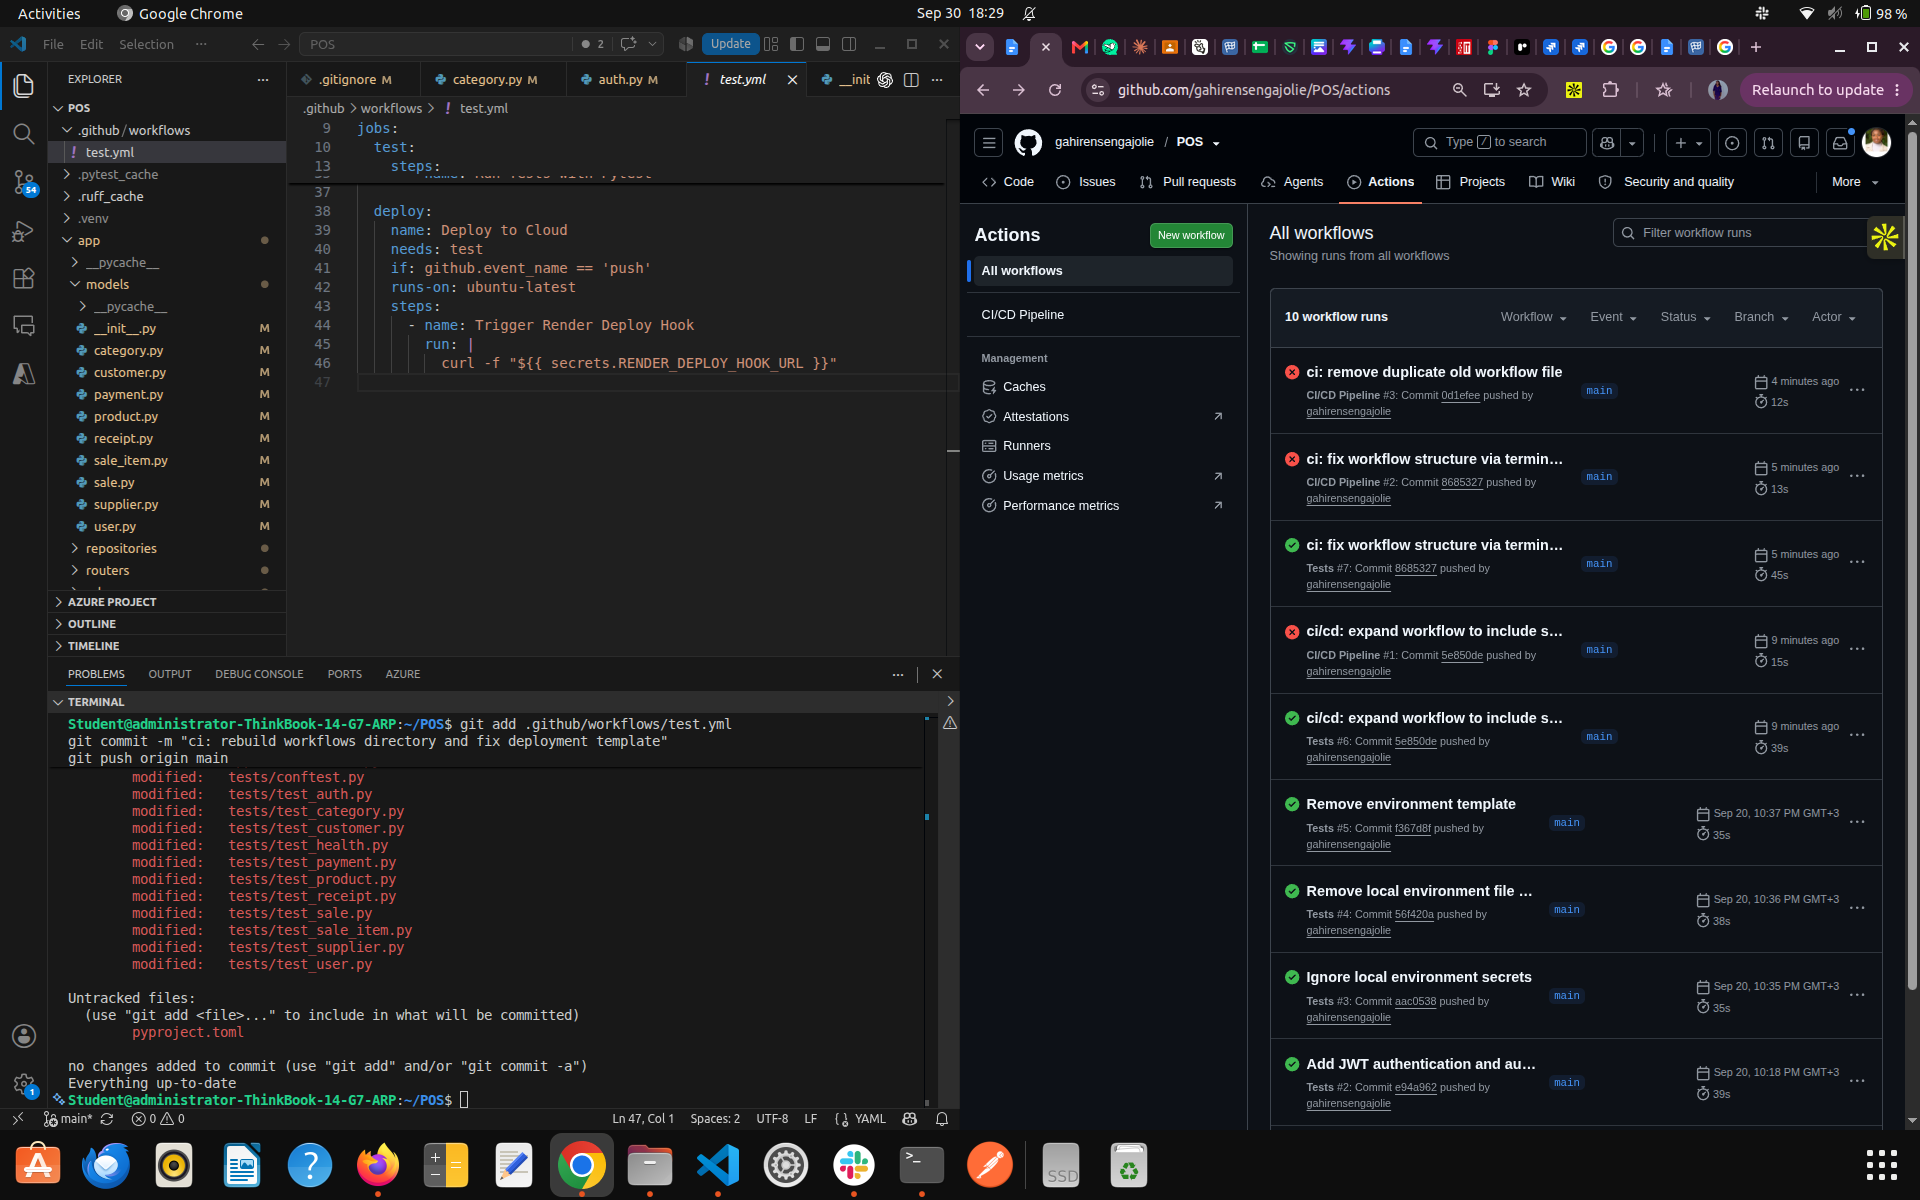 Activities
Google Chrome
Sep 30 18:29
98 %
File Edit Selection ···
POS
2
Update
EXPLORER
POS
.github / workflows
test.yml
.pytest_cache
.ruff_cache
.venv
app
__pycache__
models
__pycache__
__init__.py M
category.py M
customer.py M
payment.py M
product.py M
receipt.py M
sale_item.py M
sale.py M
supplier.py M
user.py M
repositories
routers
AZURE PROJECT
OUTLINE
TIMELINE
54
1
.gitignore M
category.py M
auth.py M
test.yml
__init
.github > workflows > ! test.yml
9 jobs:
10 test:
13 steps:
37
38 deploy:
39 name: Deploy to Cloud
40 needs: test
41 if: github.event_name == 'push'
42 runs-on: ubuntu-latest
43 steps:
44 - name: Trigger Render Deploy Hook
45 run: |
46 curl -f "${{ secrets.RENDER_DEPLOY_HOOK_URL }}"
47
PROBLEMS OUTPUT DEBUG CONSOLE PORTS AZURE
TERMINAL
Student@administrator-ThinkBook-14-G7-ARP:~/POS$ git add .github/workflows/test.yml
git commit -m "ci: rebuild workflows directory and fix deployment template"
git push origin main
modified: tests/conftest.py
modified: tests/test_auth.py
modified: tests/test_category.py
modified: tests/test_customer.py
modified: tests/test_health.py
modified: tests/test_payment.py
modified: tests/test_product.py
modified: tests/test_receipt.py
modified: tests/test_sale.py
modified: tests/test_sale_item.py
modified: tests/test_supplier.py
modified: tests/test_user.py
Untracked files:
(use "git add <file>..." to include in what will be committed)
pyproject.toml
no changes added to commit (use "git add" and/or "git commit -a")
Everything up-to-date
Student@administrator-ThinkBook-14-G7-ARP:~/POS$
main* 0 0
Ln 47, Col 1 Spaces: 2 UTF-8 LF { } YAML
github.com/gahirensengajolie/POS/actions
Relaunch to update
gahirensengajolie / POS
Type / to search
Code Issues Pull requests Agents Actions Projects Wiki Security and quality More
Actions
New workflow
All workflows
CI/CD Pipeline
Management
Caches
Attestations
Runners
Usage metrics
Performance metrics
All workflows
Showing runs from all workflows
Filter workflow runs
10 workflow runs
Workflow Event Status Branch Actor
ci: remove duplicate old workflow file
CI/CD Pipeline #3: Commit 0d1efee pushed by
gahirensengajolie
main
4 minutes ago
12s
ci: fix workflow structure via termin…
CI/CD Pipeline #2: Commit 8685327 pushed by
gahirensengajolie
main
5 minutes ago
13s
ci: fix workflow structure via termin…
Tests #7: Commit 8685327 pushed by
gahirensengajolie
main
5 minutes ago
45s
ci/cd: expand workflow to include s…
CI/CD Pipeline #1: Commit 5e850de pushed by
gahirensengajolie
main
9 minutes ago
15s
ci/cd: expand workflow to include s…
Tests #6: Commit 5e850de pushed by
gahirensengajolie
main
9 minutes ago
39s
Remove environment template
Tests #5: Commit f367d8f pushed by
gahirensengajolie
main
Sep 20, 10:37 PM GMT+3
35s
Remove local environment file …
Tests #4: Commit 56f420a pushed by
gahirensengajolie
main
Sep 20, 10:36 PM GMT+3
38s
Ignore local environment secrets
Tests #3: Commit aac0538 pushed by
gahirensengajolie
main
Sep 20, 10:35 PM GMT+3
35s
Add JWT authentication and au…
Tests #2: Commit e94a962 pushed by
gahirensengajolie
main
Sep 20, 10:18 PM GMT+3
39s
SSD